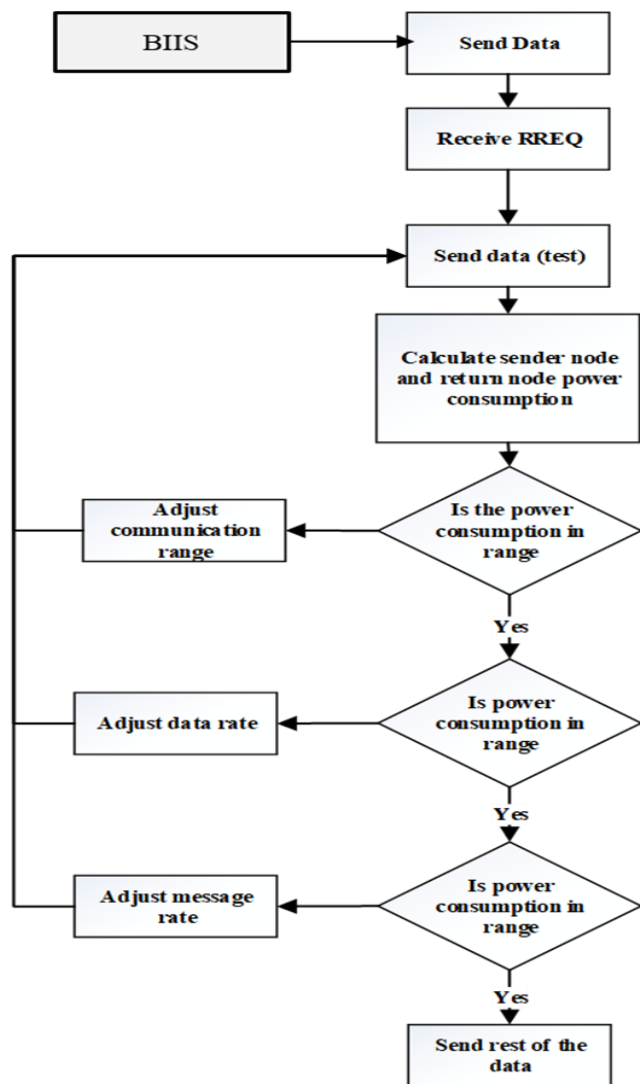 BIIS
Send Data
Receive RREQ
Send data (test)
Calculate sender node
and return node power
consumption
Is the power
consumption in
range
Adjust
communication
range
Yes
Is power
consumption in
range
Adjust data rate
Yes
Is power
consumption in
range
Adjust message
rate
Yes
Send rest of the
data